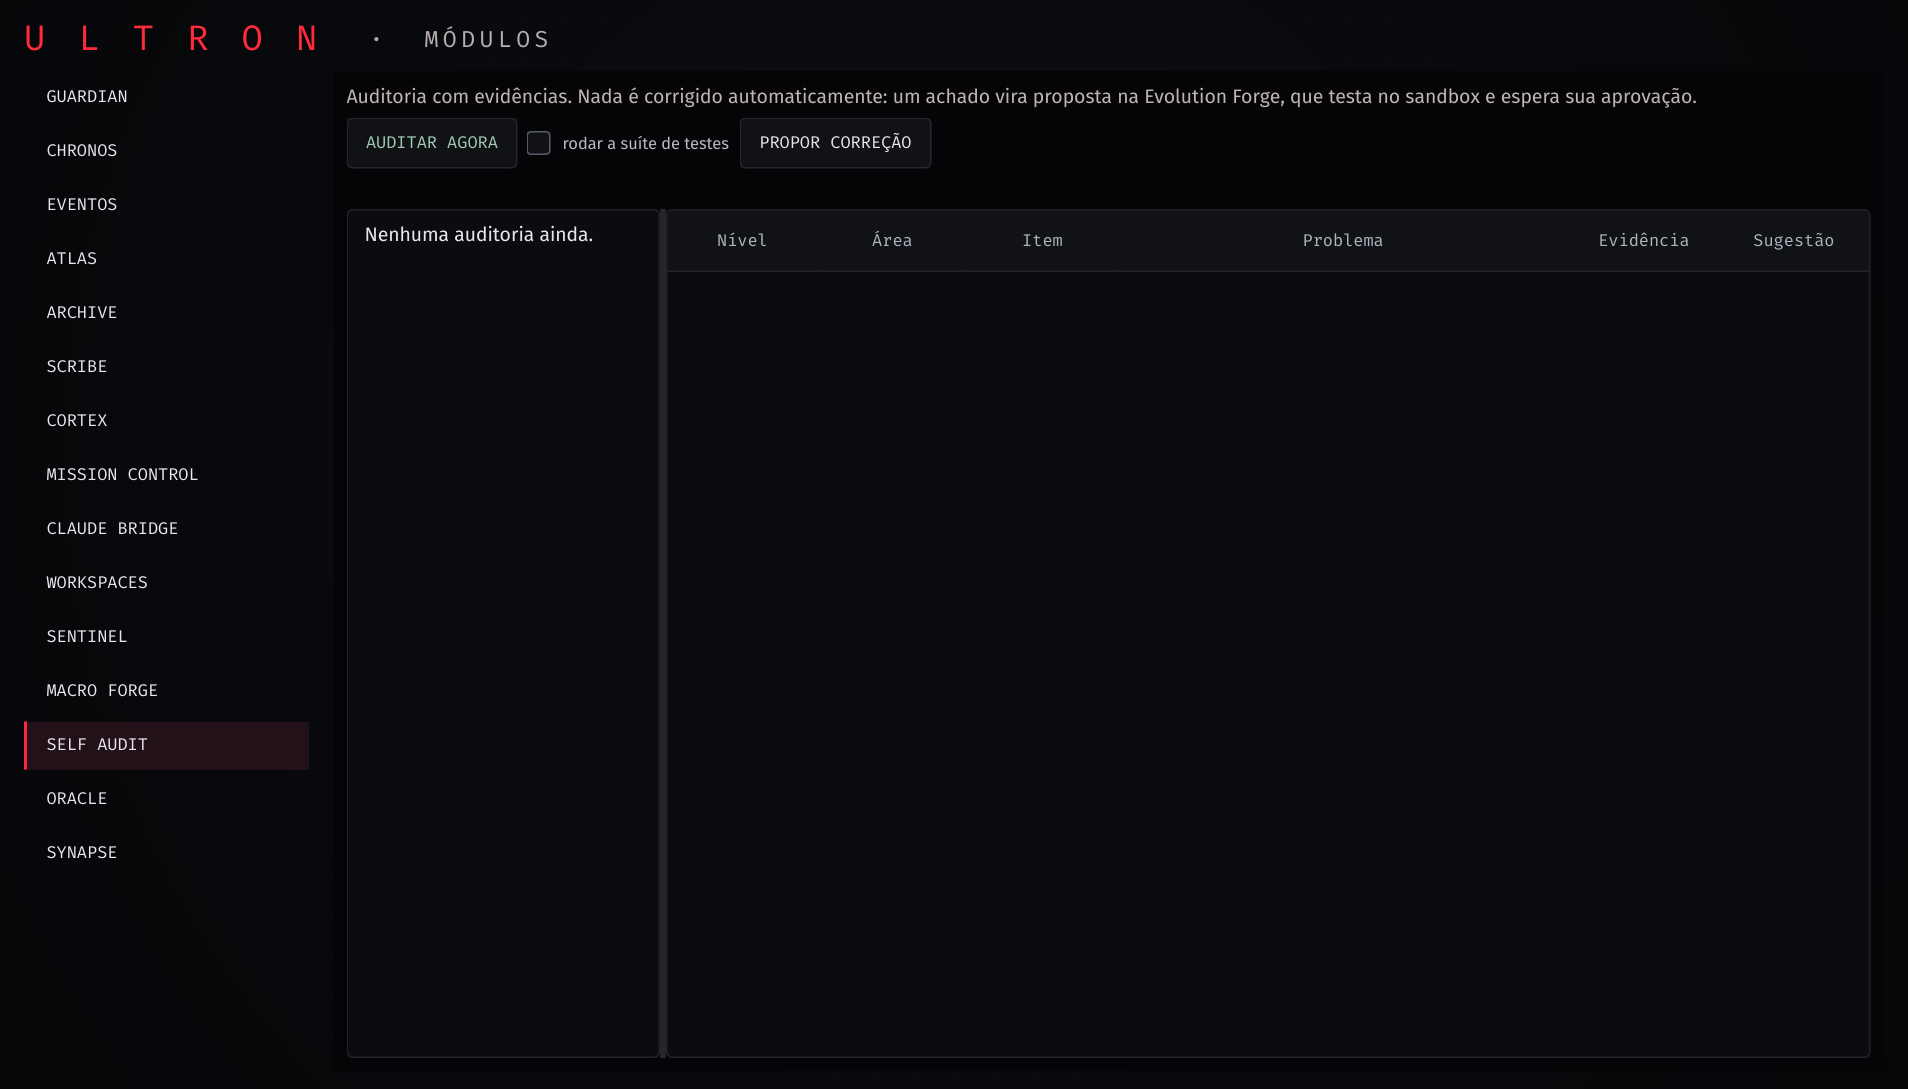 ULTRON · MÓDULOS
GUARDIAN
CHRONOS
EVENTOS
ATLAS
ARCHIVE
SCRIBE
CORTEX
MISSION CONTROL
CLAUDE BRIDGE
WORKSPACES
SENTINEL
MACRO FORGE
SELF AUDIT
ORACLE
SYNAPSE
Auditoria com evidências. Nada é corrigido automaticamente: um achado vira proposta na Evolution Forge, que testa no sandbox e espera sua aprovação.
AUDITAR AGORA rodar a suíte de testes PROPOR CORREÇÃO
Nenhuma auditoria ainda.
Nível Área Item Problema Evidência Sugestão